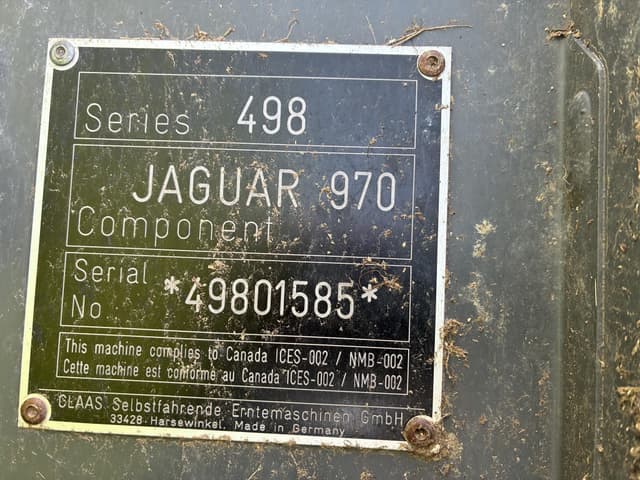 Series 498
JAGUAR 970
Component
Serial
No *49801585*
This machine complies to Canada ICES-002 / NMB-002
Cette machine est conforme au Canada ICES-002 / NMB-002
CLAAS Selbstfahrende Erntemaschinen GmbH
33428 Harsewinkel, Made in Germany